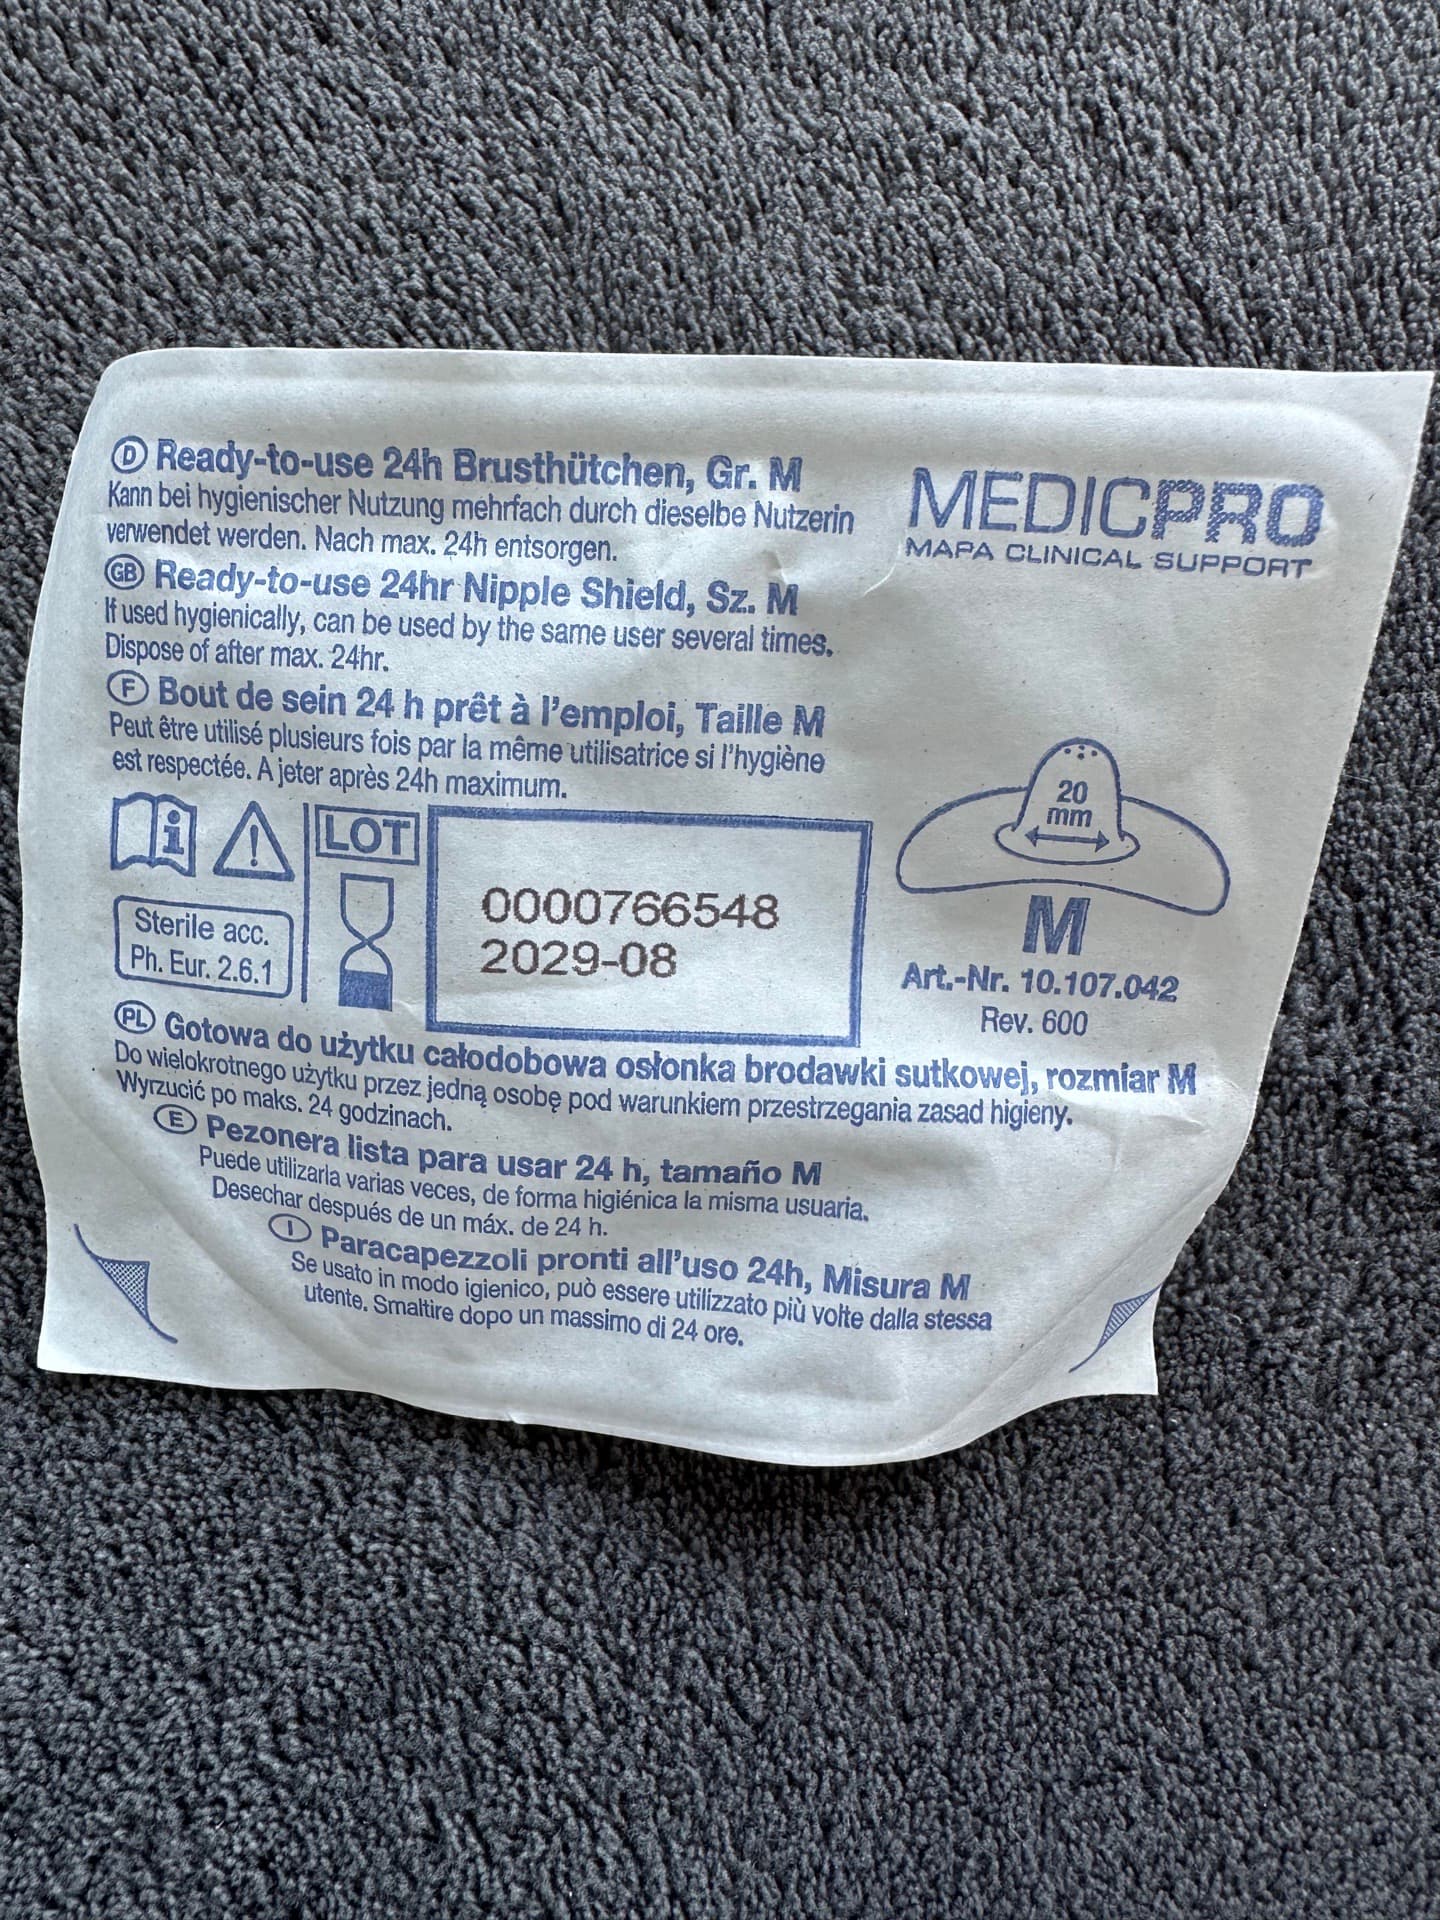 D Ready-to-use 24h Brusthütchen, Gr. M
Kann bei hygienischer Nutzung mehrfach durch dieselbe Nutzerin
verwendet werden. Nach max. 24h entsorgen.
GB Ready-to-use 24hr Nipple Shield, Sz. M
If used hygienically, can be used by the same user several times.
Dispose of after max. 24hr.
F Bout de sein 24 h prêt à l'emploi, Taille M
Peut être utilisé plusieurs fois par la même utilisatrice si l'hygiène
est respectée. A jeter après 24h maximum.
MEDICPRO
MAPA CLINICAL SUPPORT
LOT
0000766548
2029-08
Sterile acc.
Ph. Eur. 2.6.1
20
mm
M
Art.-Nr. 10.107.042
Rev. 600
PL Gotowa do użytku całodobowa osłonka brodawki sutkowej, rozmiar M
Do wielokrotnego użytku przez jedną osobę pod warunkiem przestrzegania zasad higieny.
Wyrzucić po maks. 24 godzinach.
E Pezonera lista para usar 24 h, tamaño M
Puede utilizarla varias veces, de forma higiénica la misma usuaria.
Desechar después de un máx. de 24 h.
I Paracapezzoli pronti all'uso 24h, Misura M
Se usato in modo igienico, può essere utilizzato più volte dalla stessa
utente. Smaltire dopo un massimo di 24 ore.